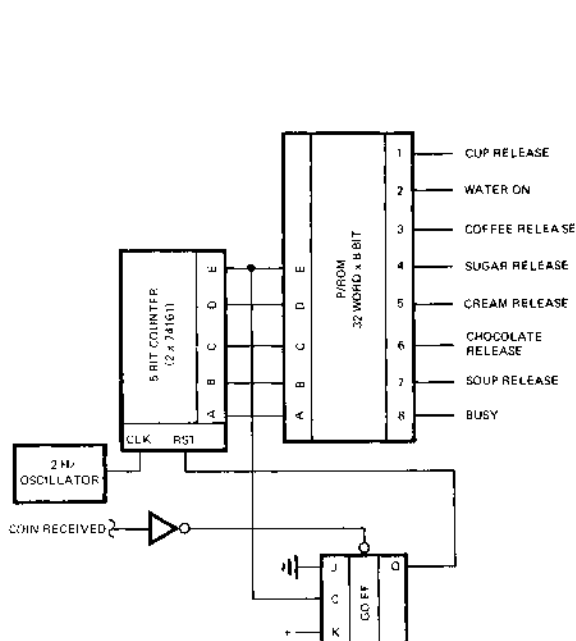 1 CUP RELEASE
2 WATER ON
3 COFFEE RELEASE
4 SUGAR RELEASE
5 CREAM RELEASE
6 CHOCOLATE
RELEASE
7 SOUP RELEASE
8 BUSY
P/ROM
32 WORD x 8 BIT
E
D
C
B
A
5 BIT COUNTER
(2 x 74161)
E
D
C
B
A
CLK RST
2 Hz
OSCILLATOR
COIN RECEIVED
J Q
C
+ K
GO FF